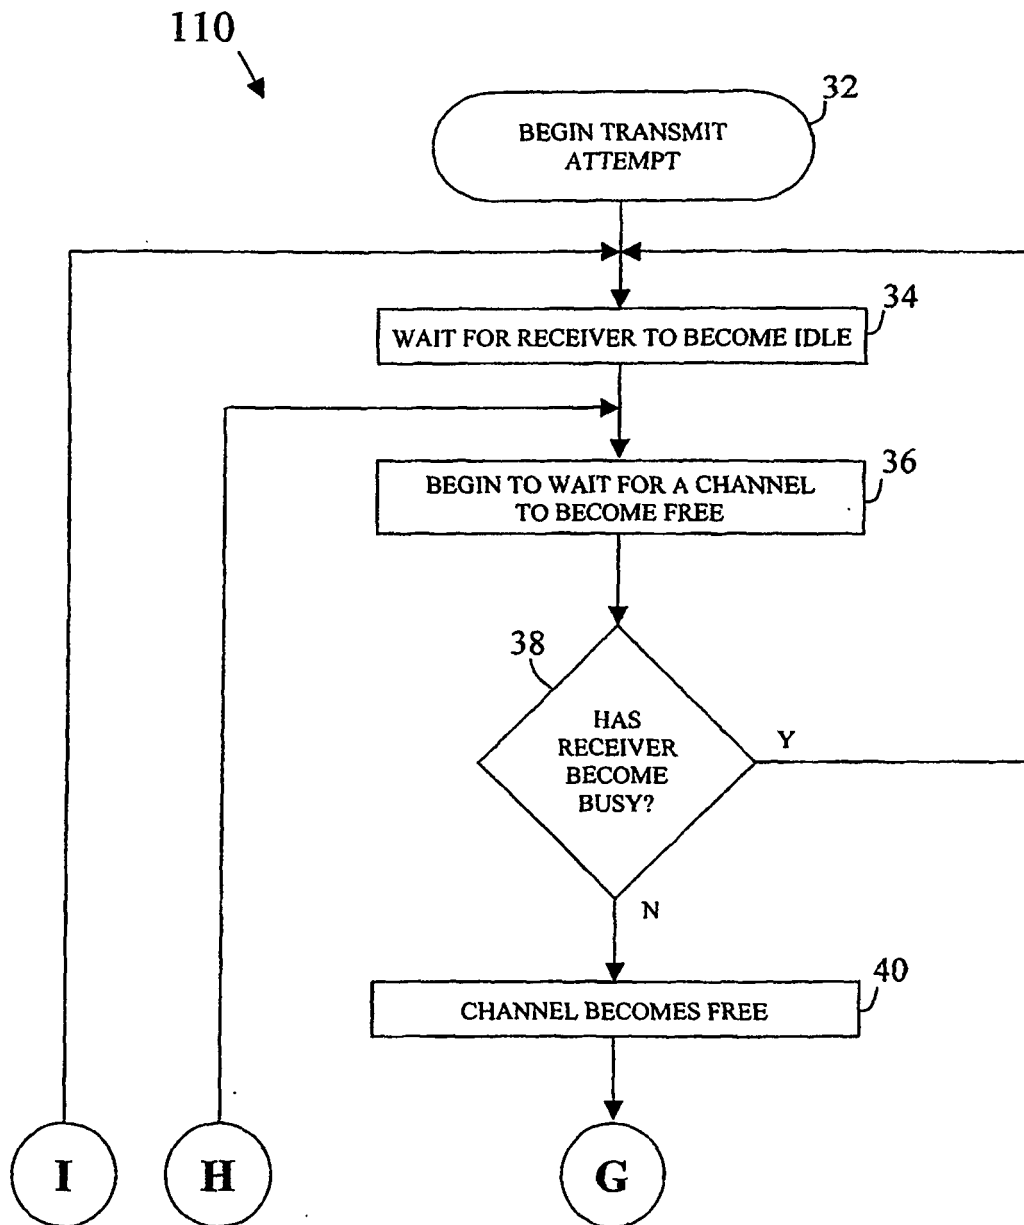 110
32
BEGIN TRANSMIT
ATTEMPT
34
WAIT FOR RECEIVER TO BECOME IDLE
36
BEGIN TO WAIT FOR A CHANNEL
TO BECOME FREE
38
HAS
RECEIVER
BECOME
BUSY?
Y
N
40
CHANNEL BECOMES FREE
I
H
G